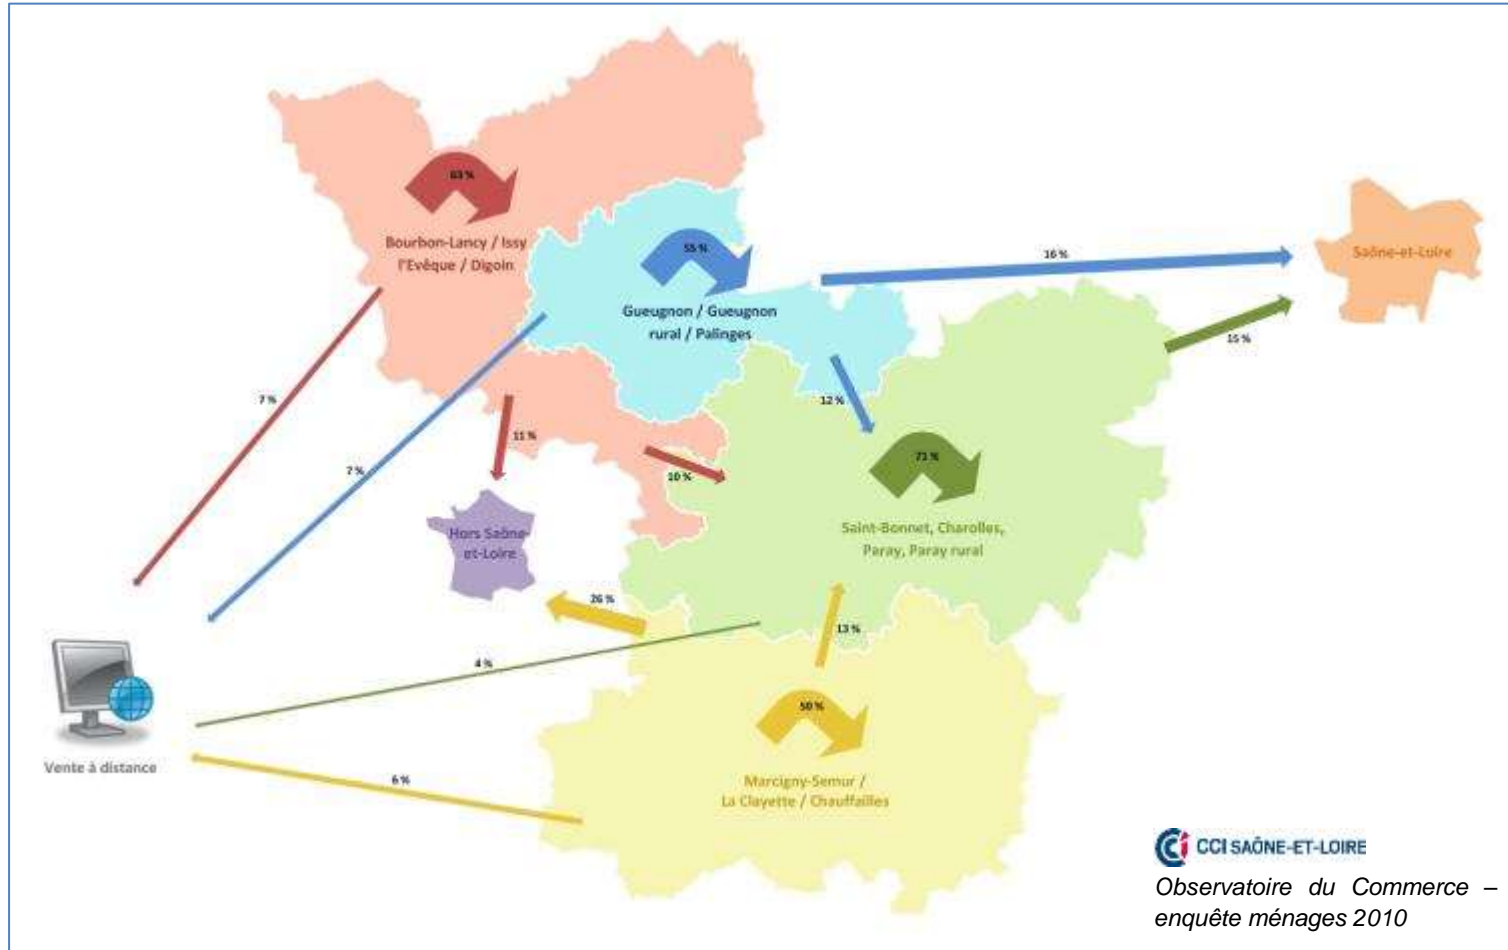 63 %
Bourbon-Lancy / Issy
l'Evêque / Digoin
55 %
Gueugnon / Gueugnon
rural / Palinges
16 %
Saône-et-Loire
15 %
7 %
7 %
11 %
10 %
12 %
71 %
Saint-Bonnet, Charolles,
Paray, Paray rural
Hors Saône-
et-Loire
26 %
13 %
4 %
50 %
Vente à distance
6 %
Marcigny-Semur /
La Clayette / Chauffailles
CCI SAÔNE-ET-LOIRE
Observatoire du Commerce –
enquête ménages 2010